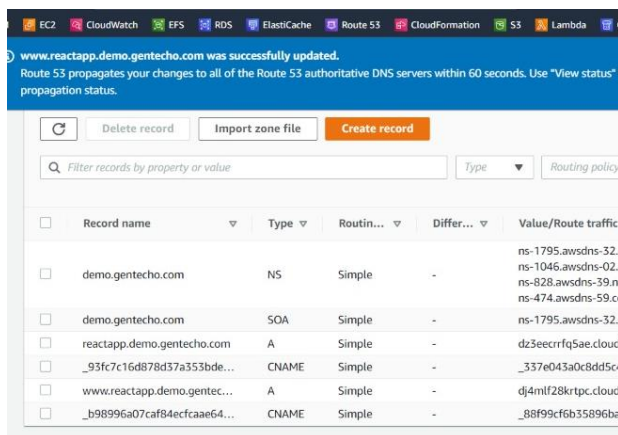 EC2 CloudWatch EFS RDS ElastiCache Route 53 CloudFormation S3 Lambda
www.reactapp.demo.gentecho.com was successfully updated.
Route 53 propagates your changes to all of the Route 53 authoritative DNS servers within 60 seconds. Use "View status"
propagation status.
Delete record Import zone file Create record
Filter records by property or value Type Routing policy
Record name Type Routin... Differ... Value/Route traffic
ns-1795.awsdns-32.
ns-1046.awsdns-02.
demo.gentecho.com NS Simple -
ns-828.awsdns-39.n
ns-474.awsdns-59.c
demo.gentecho.com SOA Simple - ns-1795.awsdns-32.
reactapp.demo.gentecho.com A Simple - dz3eecrrfq5ae.cloud
_93fc7c16d878d37a353bde... CNAME Simple - _337e043a0c8dd5c
www.reactapp.demo.gentec... A Simple - dj4mlf28krtpc.cloud
_b98996a07caf84ecfcaae64... CNAME Simple - _88f99cf6b35896ba